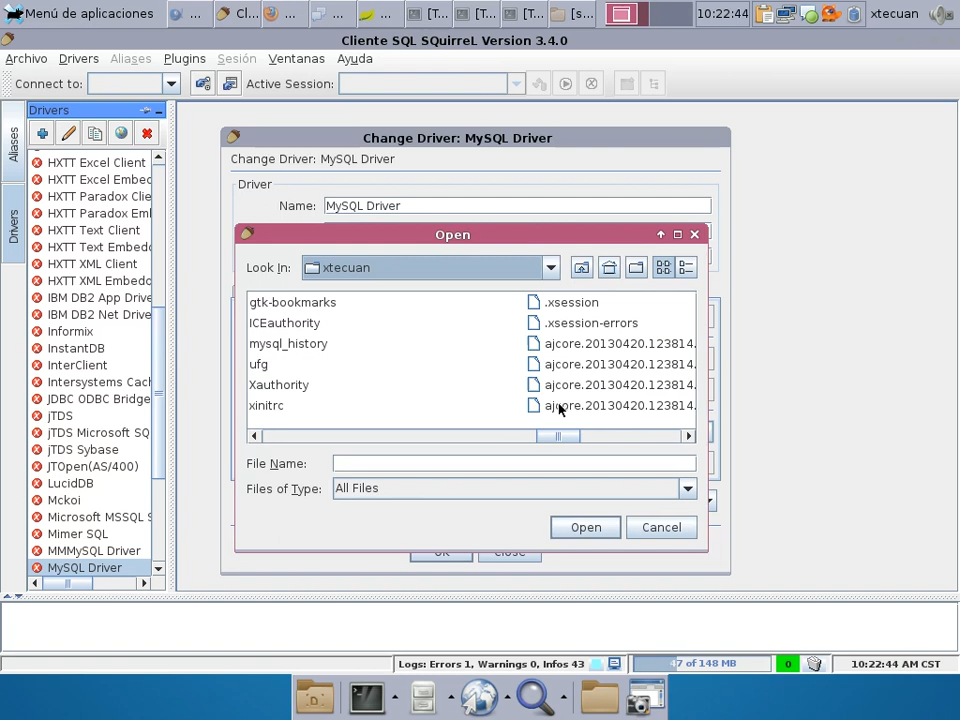 Menú de aplicaciones
...
Cl...
...
...
...
[T...
[T...
[T...
[s...
10:22:44
xtecuan
Cliente SQL SQuirreL Version 3.4.0
Archivo Drivers Aliases Plugins Sesión Ventanas Ayuda
Connect to:
Active Session:
Aliases
Drivers
Drivers
HXTT Excel Client
HXTT Excel Embec
HXTT Paradox Clie
HXTT Paradox Eml
HXTT Text Client
HXTT Text Embedc
HXTT XML Client
HXTT XML Embedc
IBM DB2 App Drive
IBM DB2 Net Drive
Informix
InstantDB
InterClient
Intersystems Cach
JDBC ODBC Bridge
jTDS
jTDS Microsoft SQ
jTDS Sybase
JTOpen(AS/400)
LucidDB
Mckoi
Microsoft MSSQL S
Mimer SQL
MMMySQL Driver
MySQL Driver
Change Driver: MySQL Driver
Change Driver: MySQL Driver
Driver
Name: MySQL Driver
Open
Look In: xtecuan
gtk-bookmarks
ICEauthority
mysql_history
ufg
Xauthority
xinitrc
.xsession
.xsession-errors
ajcore.20130420.123814.
ajcore.20130420.123814.
ajcore.20130420.123814.
ajcore.20130420.123814.
File Name:
Files of Type: All Files
Open Cancel
OK Close
Logs: Errors 1, Warnings 0, Infos 43
47 of 148 MB
0
10:22:44 AM CST